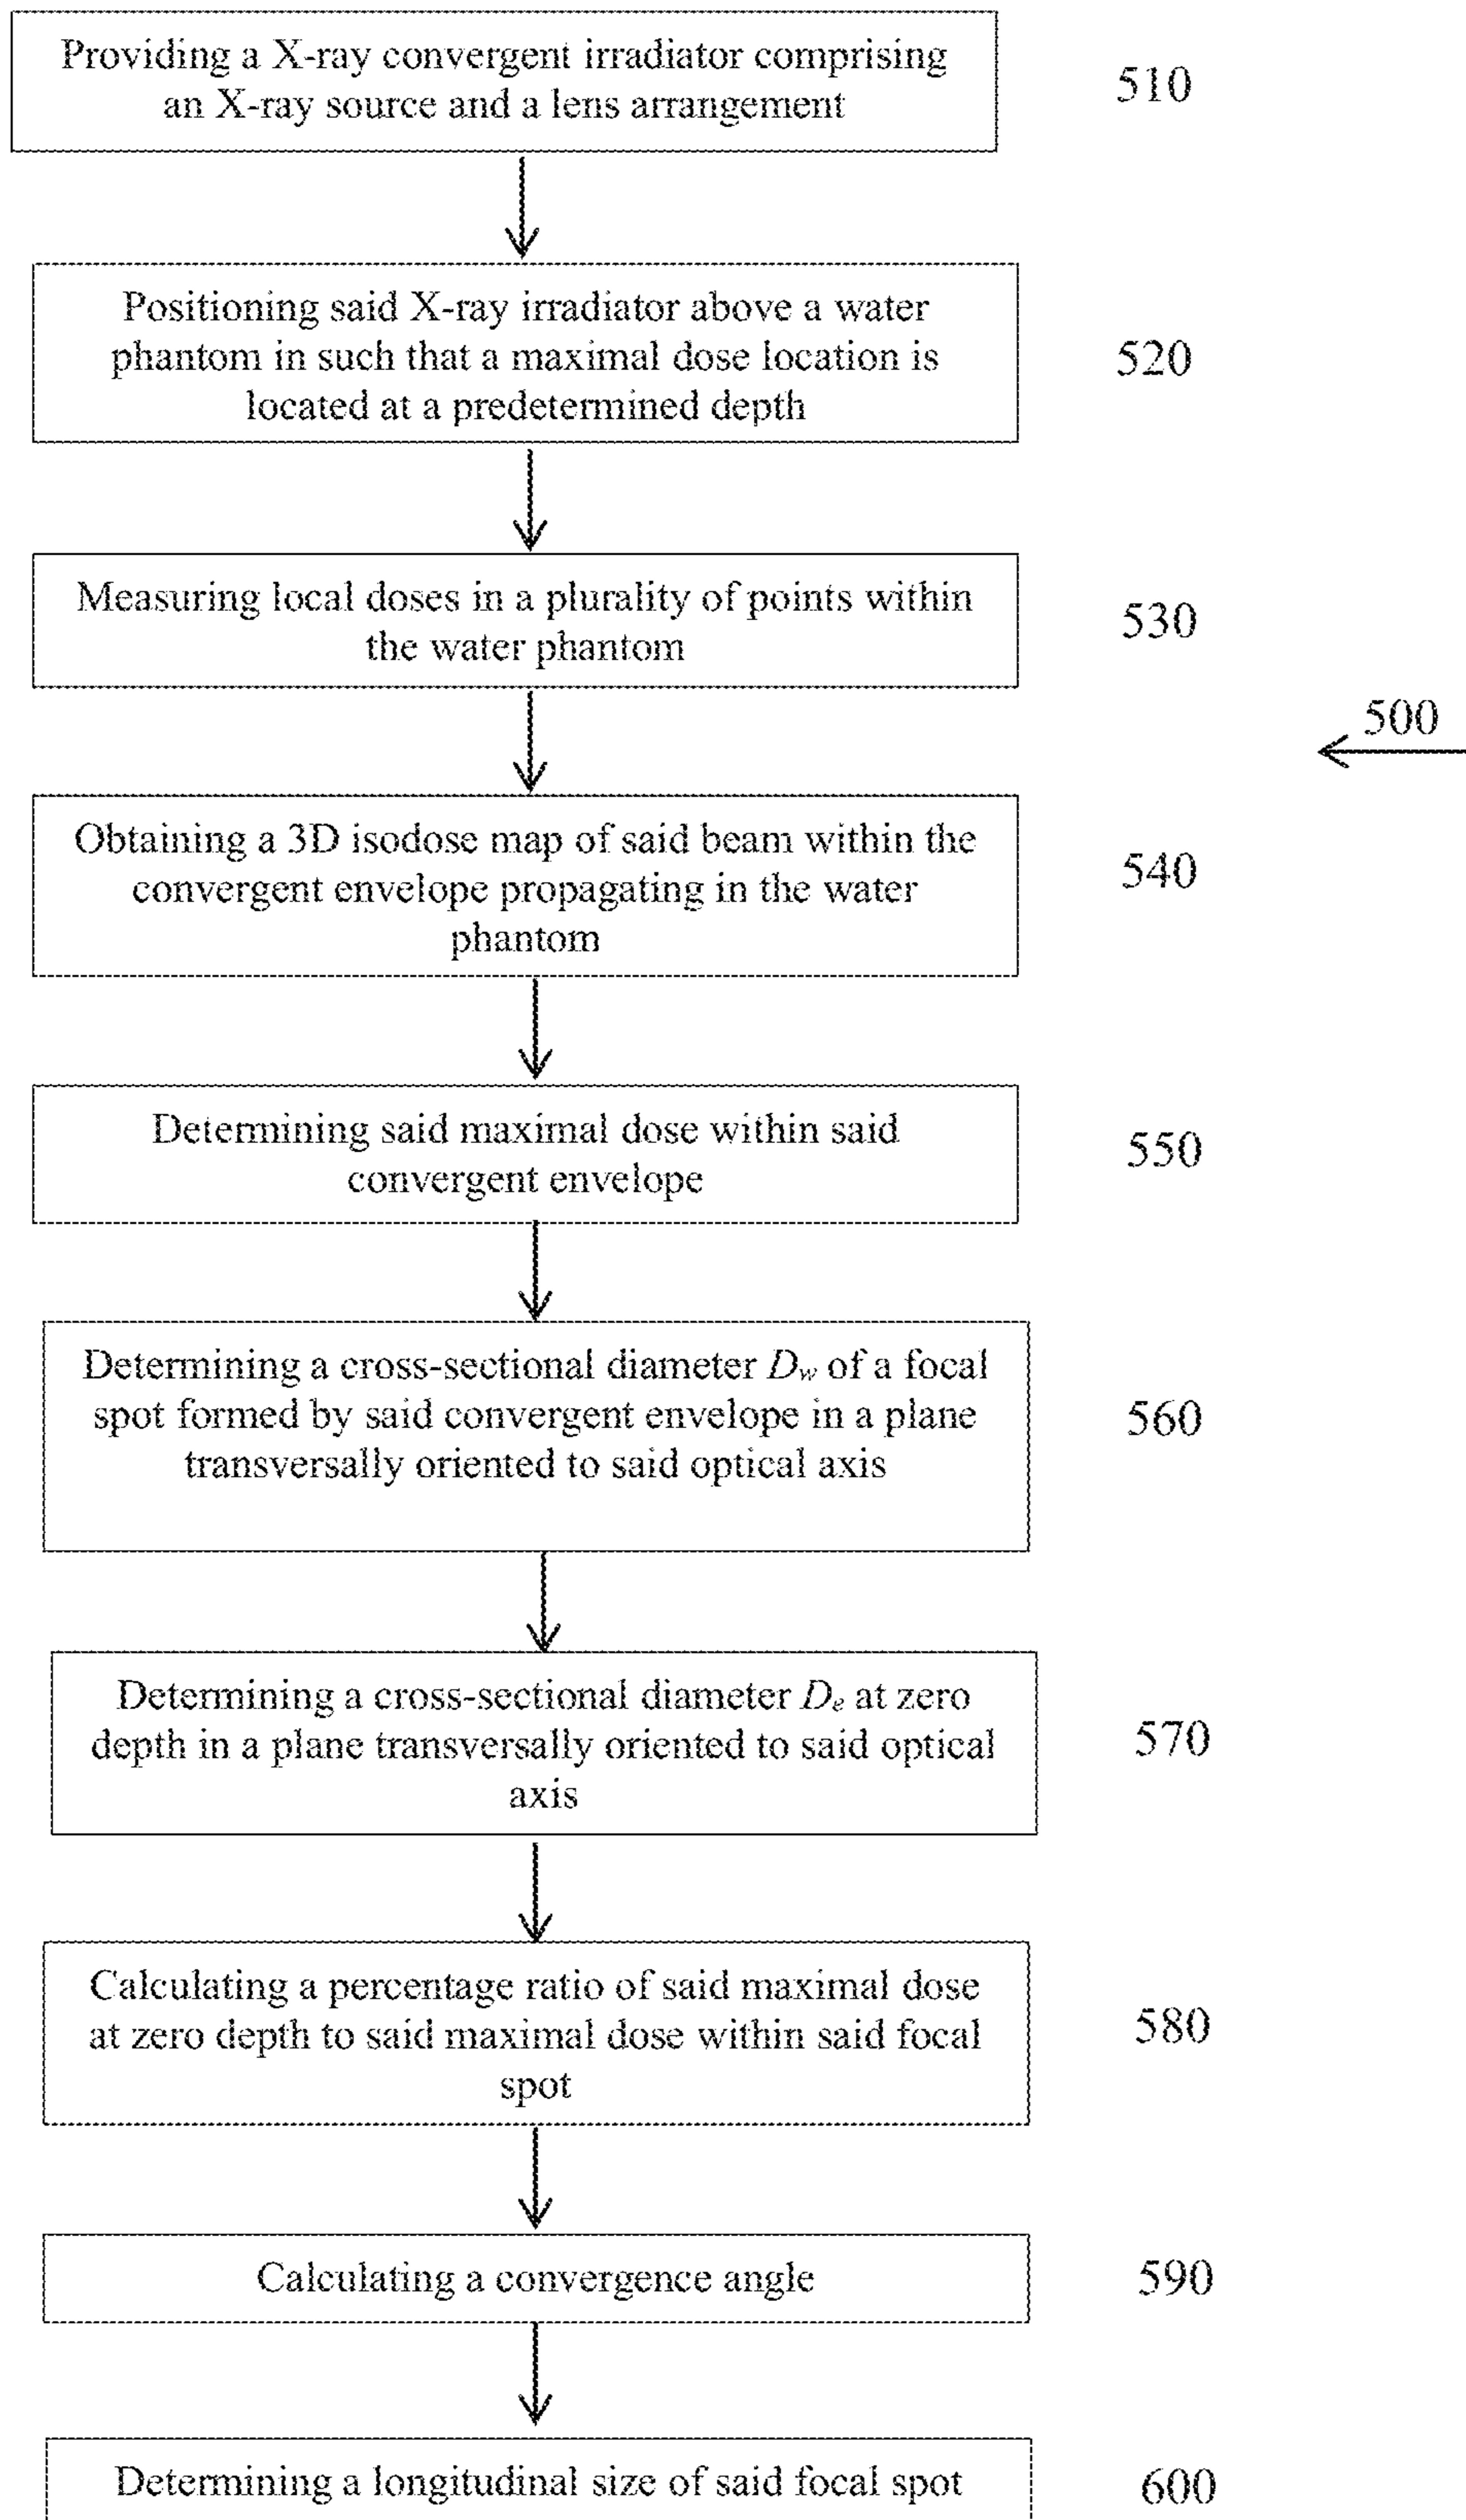 Providing a X-ray convergent irradiator comprising
an X-ray source and a lens arrangement
510
Positioning said X-ray irradiator above a water
phantom in such that a maximal dose location is
located at a predetermined depth
520
Measuring local doses in a plurality of points within
the water phantom
530
500
Obtaining a 3D isodose map of said beam within the
convergent envelope propagating in the water
phantom
540
Determining said maximal dose within said
convergent envelope
550
Determining a cross-sectional diameter Dw of a focal
spot formed by said convergent envelope in a plane
transversally oriented to said optical axis
560
Determining a cross-sectional diameter De at zero
depth in a plane transversally oriented to said optical
axis
570
Calculating a percentage ratio of said maximal dose
at zero depth to said maximal dose within said focal
spot
580
Calculating a convergence angle
590
Determining a longitudinal size of said focal spot
600